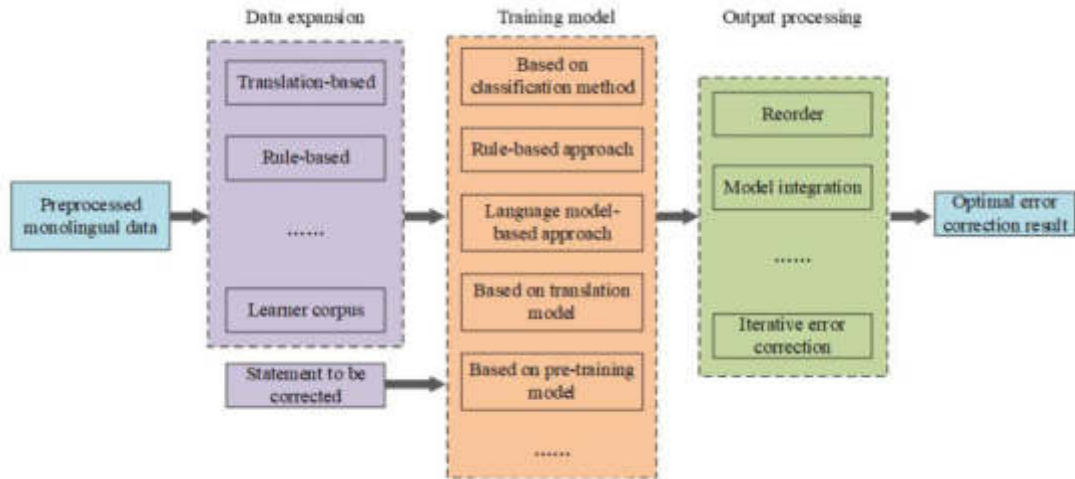 Data expansion
Training model
Output processing
Translation-based
Rule-based
......
Learner corpus
Preprocessed
monolingual data
Statement to be
corrected
Based on
classification method
Rule-based approach
Language model-
based approach
Based on translation
model
Based on pre-training
model
......
Reorder
Model integration
......
Iterative error
correction
Optimal error
correction result